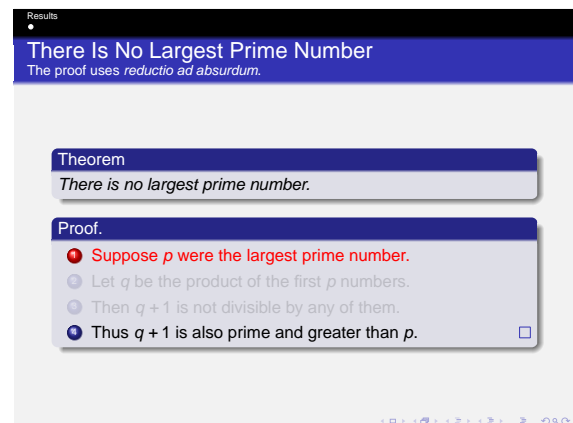 Results
There Is No Largest Prime Number
The proof uses reductio ad absurdum.
Theorem
There is no largest prime number.
Proof.
1 Suppose p were the largest prime number.
2 Let q be the product of the first p numbers.
3 Then q + 1 is not divisible by any of them.
4 Thus q + 1 is also prime and greater than p.